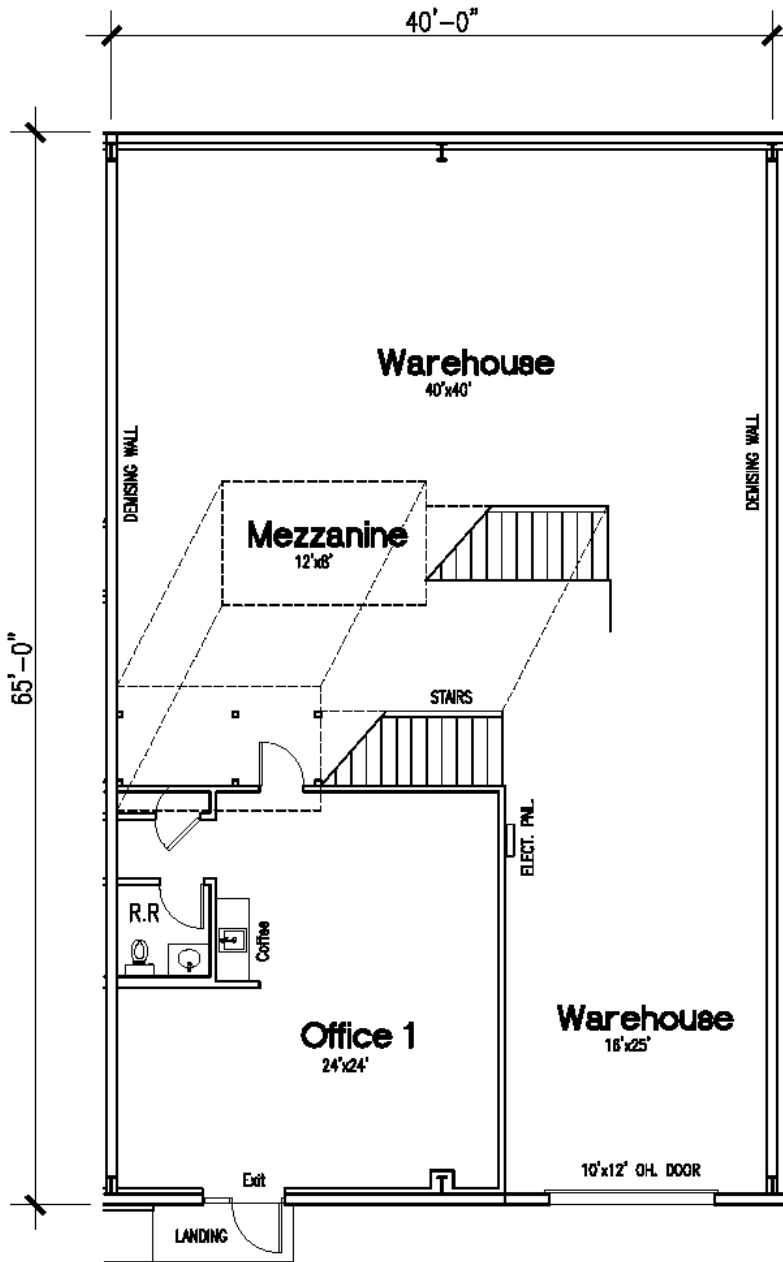 40'-0"
Warehouse
40'x40'
DEMISING WALL
DEMISING WALL
Mezzanine
12'x8'
65'-0"
STAIRS
ELECT. PNL.
R.R
Coffee
Office 1
24'x24'
Warehouse
16'x25'
Exit
10'x12' OH. DOOR
LANDING